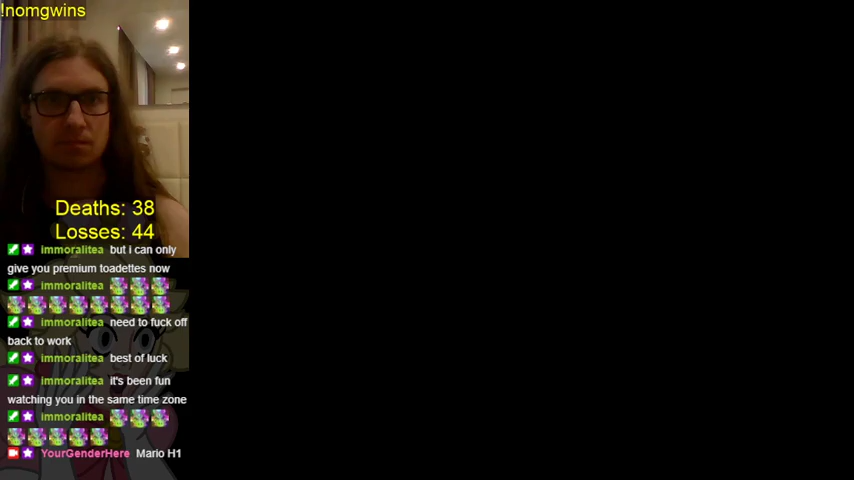 !nomgwins
Deaths: 38
Losses: 44
immoralitea but i can only
give you premium toadettes now
immoralitea
immoralitea need to fuck off
back to work
immoralitea best of luck
immoralitea it's been fun
watching you in the same time zone
immoralitea
YourGenderHere Mario H1